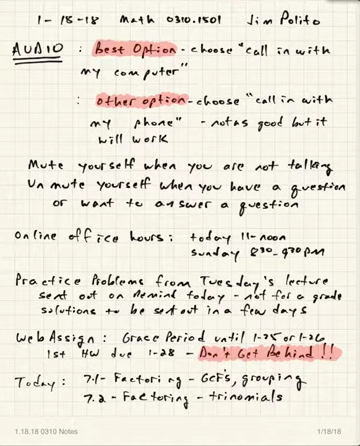 1-18-18 Math 0310.1501 Jim Polito
AUDIO : Best Option - choose "call in with
my computer"
: other option - choose "call in with
my phone" - not as good but it
will work
Mute yourself when you are not talking
Unmute yourself when you have a question
or want to answer a question
Online office hours: today 11-noon
Sunday 830-930PM
Practice Problems from Tuesday's lecture
sent out on Remind today - not for a grade
solutions to be sent out in a few days
WebAssign: Grace Period until 1-25 or 1-26
1st HW due 1-28 - Don't Get Behind!!
Today: 7.1- Factoring - GCF's, grouping
7.2- Factoring - trinomials
1.18.18 0310 Notes 1/18/18